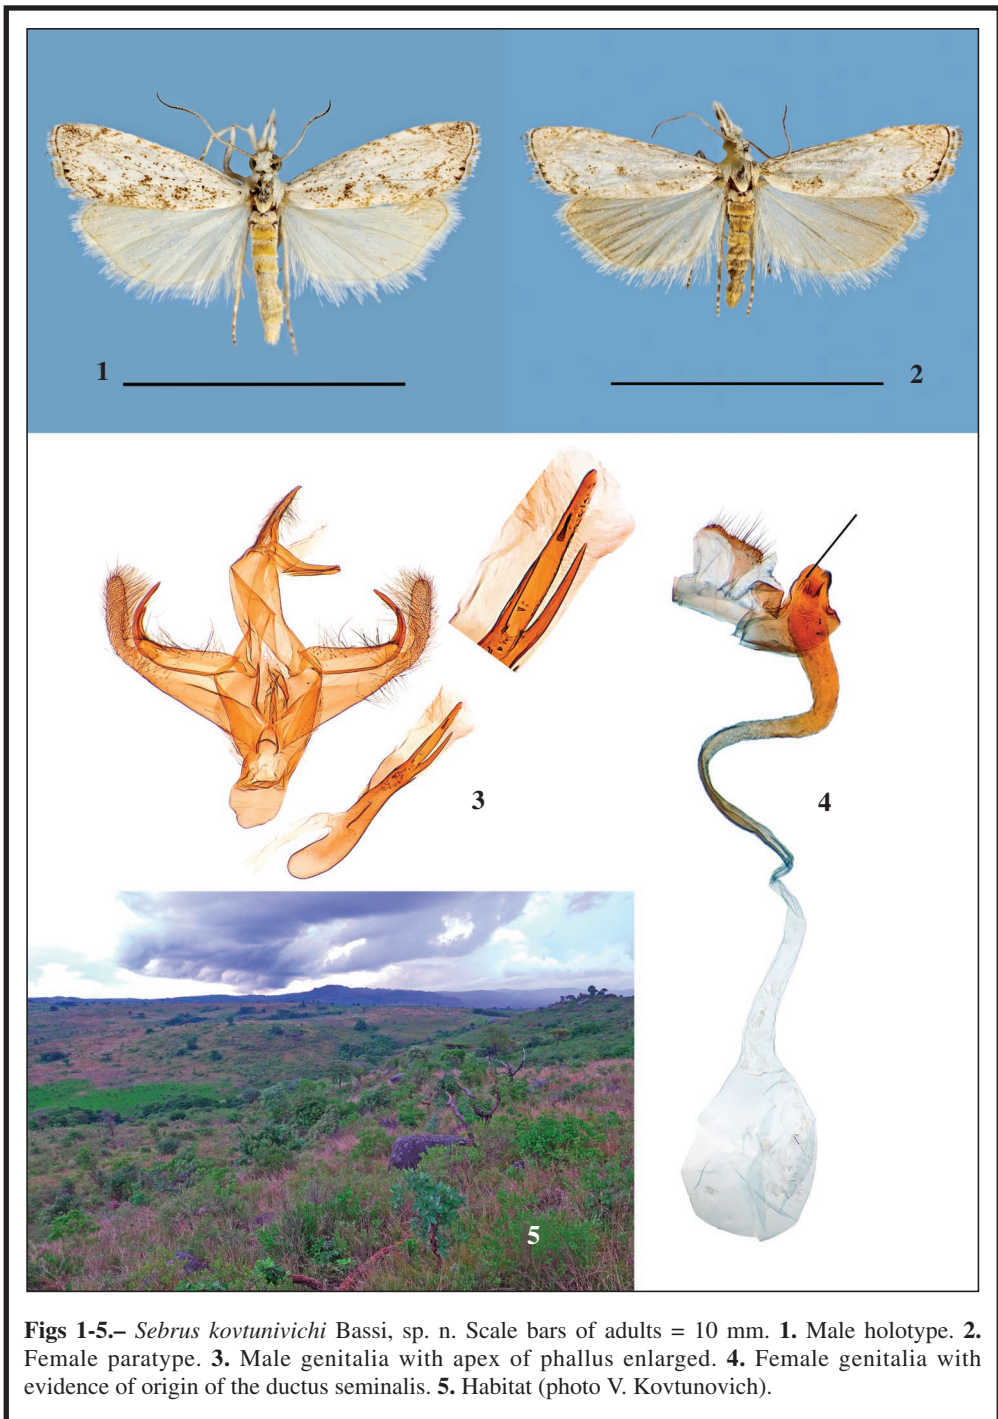 1
2
3
4
5
Figs 1-5.– Sebrus kovtunivichi Bassi, sp. n. Scale bars of adults = 10 mm. 1. Male holotype. 2.
Female paratype. 3. Male genitalia with apex of phallus enlarged. 4. Female genitalia with
evidence of origin of the ductus seminalis. 5. Habitat (photo V. Kovtunovich).